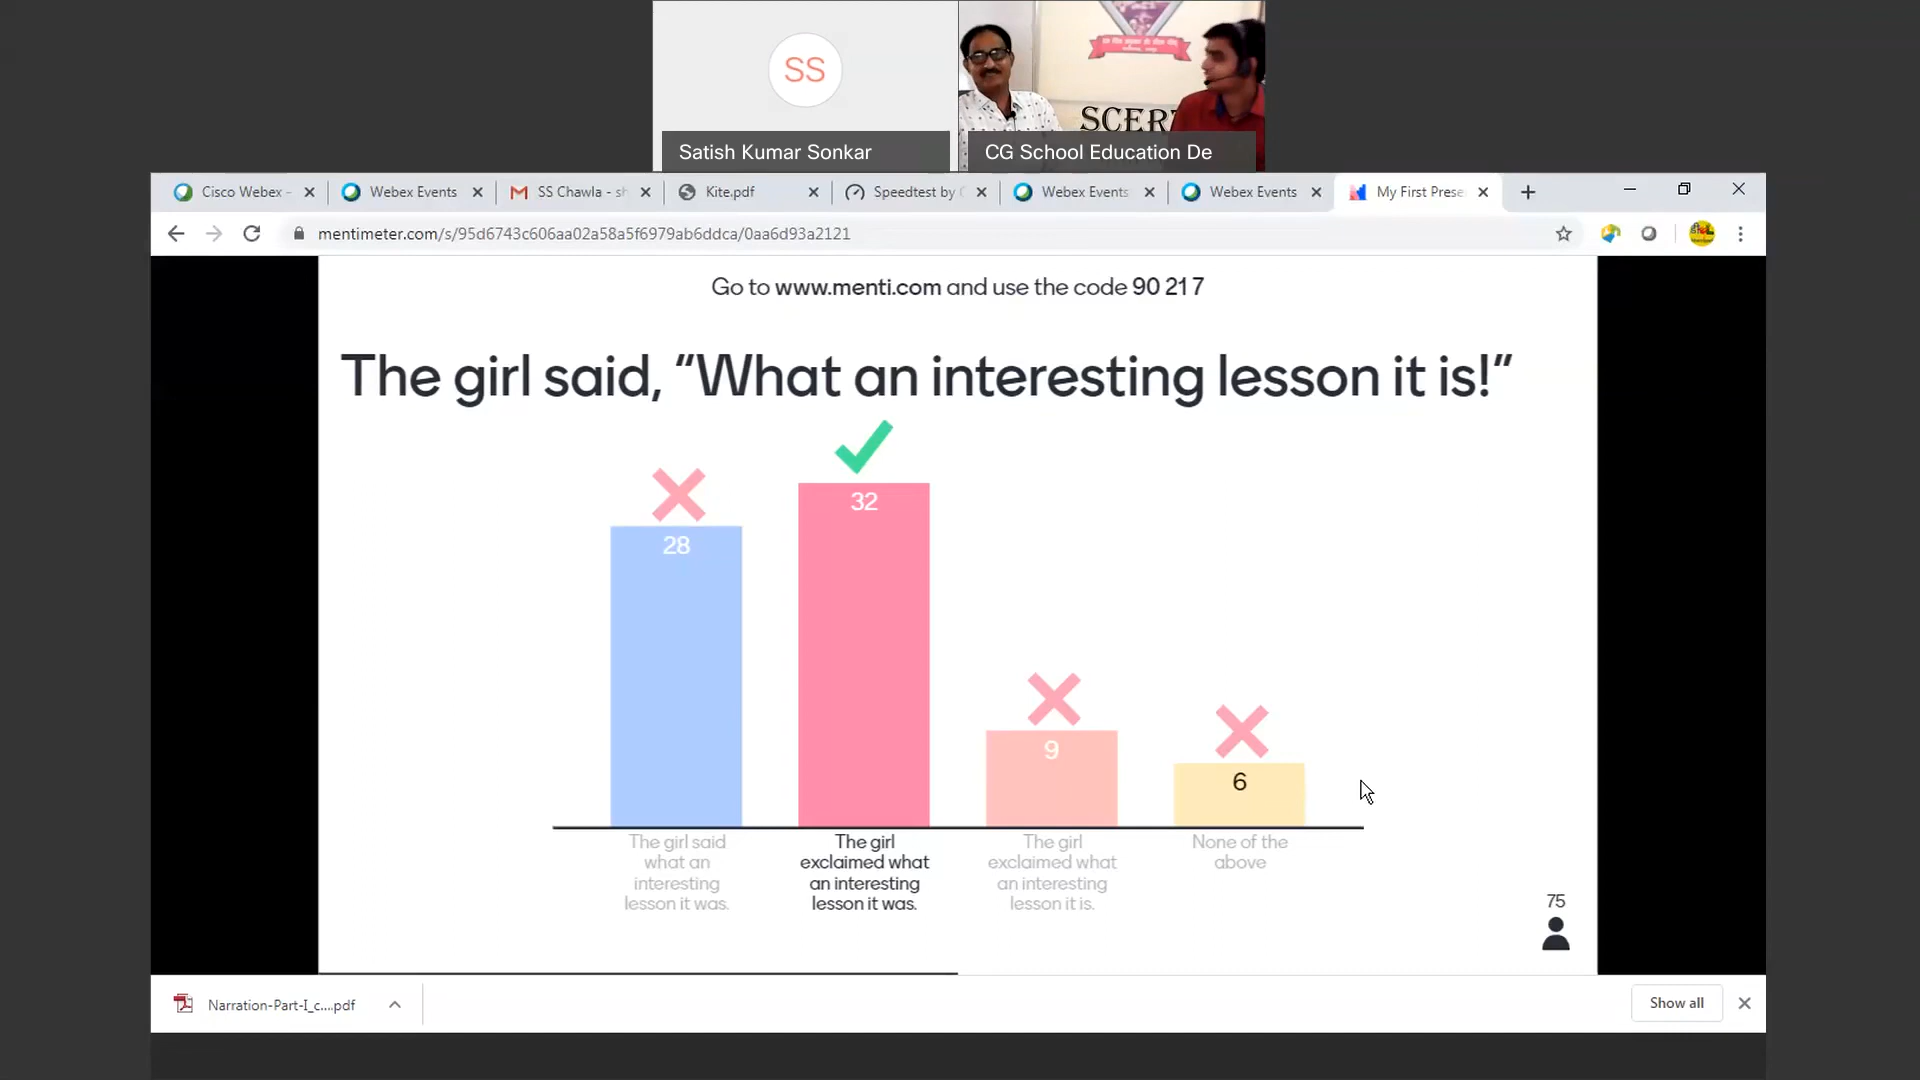 SS
SCER
Satish Kumar Sonkar
CG School Education De
Cisco Webex -
Webex Events
SS Chawla - sh
Kite.pdf
Speedtest by
Webex Events
Webex Events
My First Prese
mentimeter.com/s/95d6743c606aa02a58a5f6979ab6ddca/0aa6d93a2121
Go to www.menti.com and use the code 90 21 7
The girl said, “What an interesting lesson it is!”
28
32
9
6
The girl said
what an
interesting
lesson it was.
The girl
exclaimed what
an interesting
lesson it was.
The girl
exclaimed what
an interesting
lesson it is.
None of the
above
75
Narration-Part-I_c....pdf
Show all